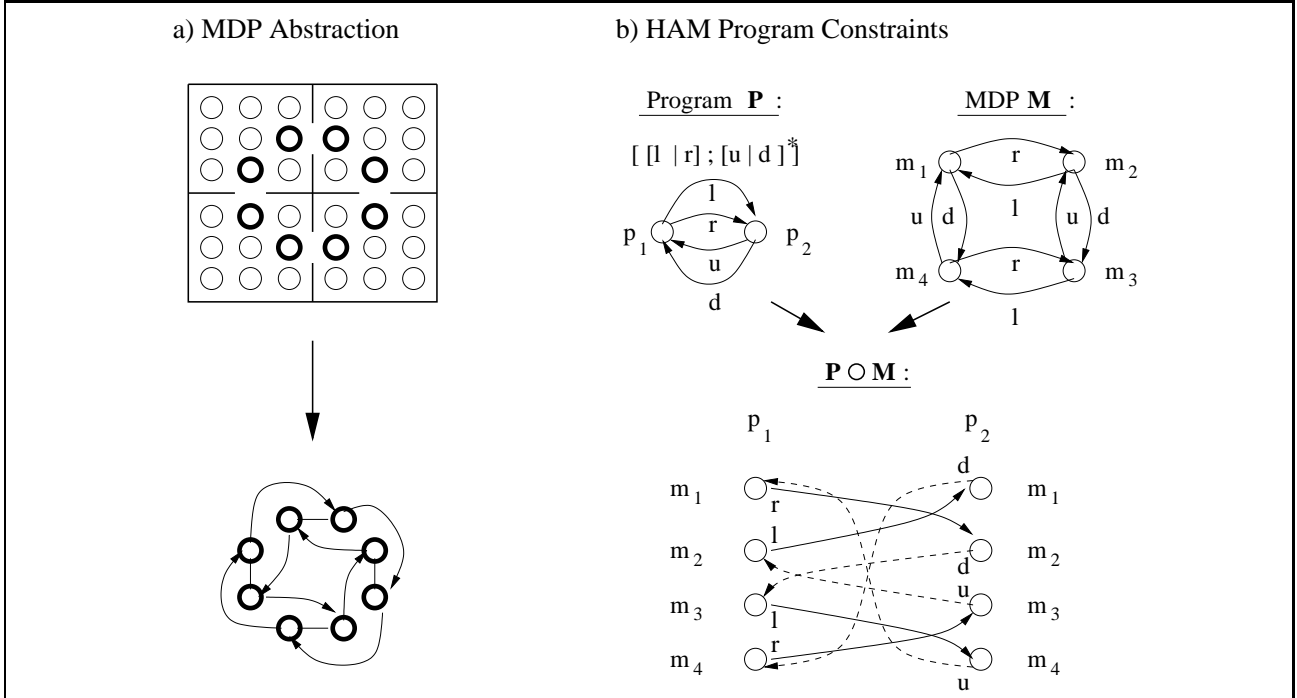 a) MDP Abstraction
b) HAM Program Constraints
Program P :
MDP M :
[ [l | r] ; [u | d ]*]
l
r
u
d
p1
p2
r
l
u d
u d
r
l
m1
m2
m4
m3
P ○ M :
p1
p2
m1
r
d
m1
m2
l
d
m2
m3
l
u
m3
m4
r
u
m4